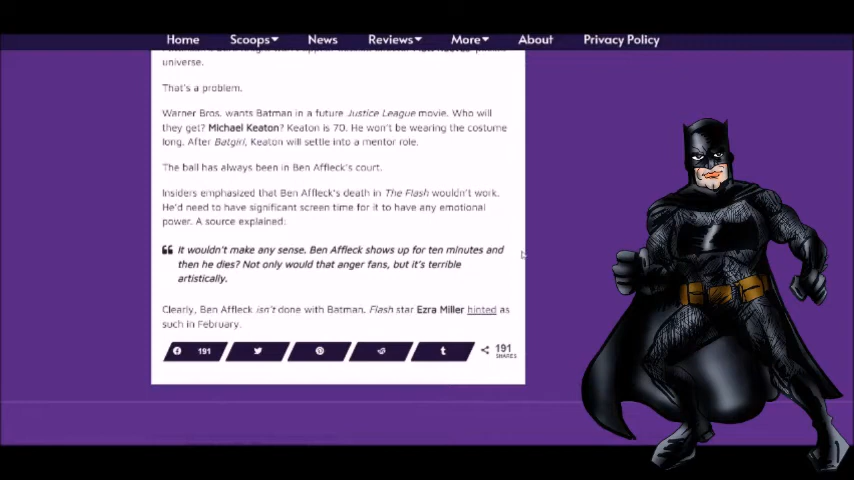 Home Scoops News Reviews More About Privacy Policy
universe.
That's a problem.
Warner Bros. wants Batman in a future Justice League movie. Who will
they get? Michael Keaton? Keaton is 70. He won't be wearing the costume
long. After Batgirl, Keaton will settle into a mentor role.
The ball has always been in Ben Affleck's court.
Insiders emphasized that Ben Affleck's death in The Flash wouldn't work.
He'd need to have significant screen time for it to have any emotional
power. A source explained:
It wouldn't make any sense. Ben Affleck shows up for ten minutes and
then he dies? Not only would that anger fans, but it's terrible
artistically.
Clearly, Ben Affleck isn't done with Batman. Flash star Ezra Miller hinted as
such in February.
191
191
SHARES